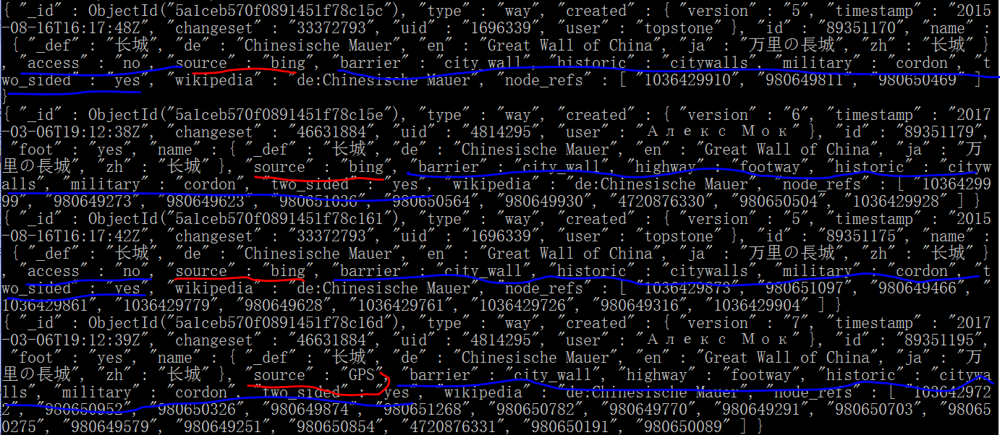 { "_id" : ObjectId("5a1ceb570f0891451f78c15c"), "type" : "way", "created" : { "version" : "5", "timestamp" : "2015
-08-16T16:17:48Z", "changeset" : "33372793", "uid" : "1696339", "user" : "topstone" }, "id" : "89351170", "name" :
{ "_def" : "长城", "de" : "Chinesische Mauer", "en" : "Great Wall of China", "ja" : "万里の長城", "zh" : "长城" }
, "access" : "no", "source" : "bing", "barrier" : "city_wall", "historic" : "citywalls", "military" : "cordon", "t
wo_sided" : "yes", "wikipedia" : "de:Chinesische Mauer", "node_refs" : [ "1036429910", "980649811", "980650469" ]
}
{ "_id" : ObjectId("5a1ceb570f0891451f78c15e"), "type" : "way", "created" : { "version" : "6", "timestamp" : "2017
-03-06T19:12:38Z", "changeset" : "46631884", "uid" : "4814295", "user" : "Алекс Мок" }, "id" : "89351179",
"foot" : "yes", "name" : { "_def" : "长城", "de" : "Chinesische Mauer", "en" : "Great Wall of China", "ja" : "万
里の長城", "zh" : "长城" }, "source" : "bing", "barrier" : "city_wall", "highway" : "footway", "historic" : "cityw
alls", "military" : "cordon", "two_sided" : "yes", "wikipedia" : "de:Chinesische Mauer", "node_refs" : [ "10364299
99", "980649273", "980649623", "980651036", "980650564", "980649930", "4720876330", "980650504", "1036429928" ] }
{ "_id" : ObjectId("5a1ceb570f0891451f78c161"), "type" : "way", "created" : { "version" : "5", "timestamp" : "2015
-08-16T16:17:42Z", "changeset" : "33372793", "uid" : "1696339", "user" : "topstone" }, "id" : "89351175", "name" :
{ "_def" : "长城", "de" : "Chinesische Mauer", "en" : "Great Wall of China", "ja" : "万里の長城", "zh" : "长城" }
, "access" : "no", "source" : "bing", "barrier" : "city_wall", "historic" : "citywalls", "military" : "cordon", "t
wo_sided" : "yes", "wikipedia" : "de:Chinesische Mauer", "node_refs" : [ "1036429873", "980651097", "980649466", "
1036429861", "1036429779", "980649628", "1036429761", "1036429726", "980649316", "1036429904" ] }
{ "_id" : ObjectId("5a1ceb570f0891451f78c16d"), "type" : "way", "created" : { "version" : "7", "timestamp" : "2017
-03-06T19:12:39Z", "changeset" : "46631884", "uid" : "4814295", "user" : "Алекс Мок" }, "id" : "89351195",
"foot" : "yes", "name" : { "_def" : "长城", "de" : "Chinesische Mauer", "en" : "Great Wall of China", "ja" : "万
里の長城", "zh" : "长城" }, "source" : "GPS", "barrier" : "city_wall", "highway" : "footway", "historic" : "citywa
lls", "military" : "cordon", "two_sided" : "yes", "wikipedia" : "de:Chinesische Mauer", "node_refs" : [ "103642972
2", "980650952", "980650326", "980649874", "980651268", "980650782", "980649770", "980649291", "980650703", "98065
0275", "980649579", "980649251", "980650854", "4720876331", "980650191", "980650089" ] }